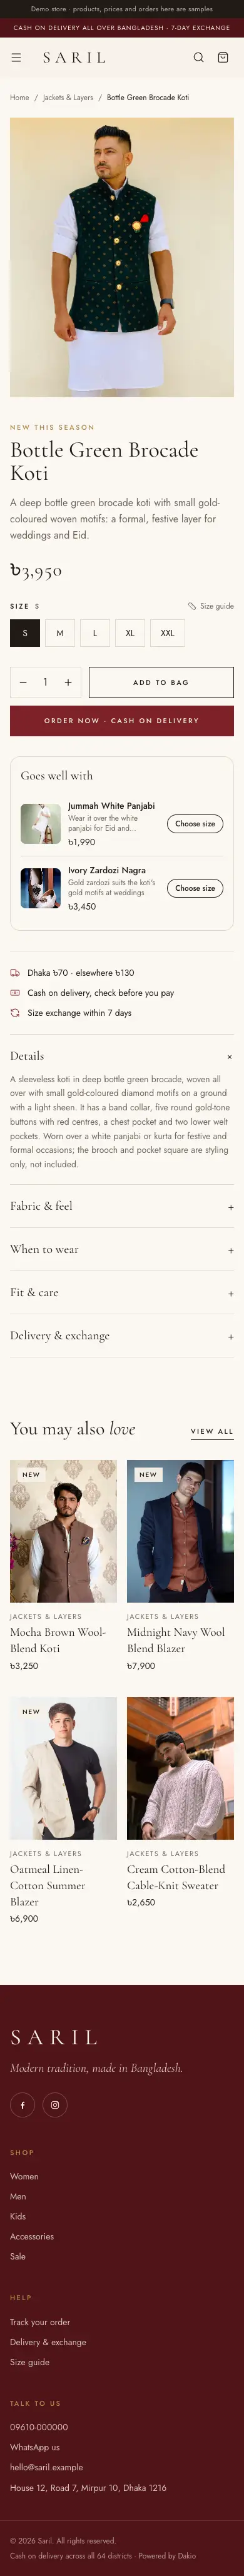 Demo store · products, prices and orders here are samples
CASH ON DELIVERY ALL OVER BANGLADESH · 7-DAY EXCHANGE
SARIL
Home / Jackets & Layers / Bottle Green Brocade Koti
NEW THIS SEASON
Bottle Green Brocade
Koti
A deep bottle green brocade koti with small gold-
coloured woven motifs: a formal, festive layer for
weddings and Eid.
৳3,950
SIZE S
Size guide
S M L XL XXL
− 1 +
ADD TO BAG
ORDER NOW · CASH ON DELIVERY
Goes well with
Jummah White Panjabi
Wear it over the white
panjabi for Eid and...
৳1,990
Choose size
Ivory Zardozi Nagra
Gold zardozi suits the koti's
gold motifs at weddings
৳3,450
Choose size
Dhaka ৳70 · elsewhere ৳130
Cash on delivery, check before you pay
Size exchange within 7 days
Details
A sleeveless koti in deep bottle green brocade, woven all
over with small gold-coloured diamond motifs on a ground
with a light sheen. It has a band collar, five round gold-tone
buttons with red centres, a chest pocket and two lower welt
pockets. Worn over a white panjabi or kurta for festive and
formal occasions; the brooch and pocket square are styling
only, not included.
Fabric & feel +
When to wear +
Fit & care +
Delivery & exchange +
You may also love
VIEW ALL
NEW
JACKETS & LAYERS
Mocha Brown Wool-
Blend Koti
৳3,250
NEW
JACKETS & LAYERS
Midnight Navy Wool
Blend Blazer
৳7,900
NEW
JACKETS & LAYERS
Oatmeal Linen-
Cotton Summer
Blazer
৳6,900
JACKETS & LAYERS
Cream Cotton-Blend
Cable-Knit Sweater
৳2,650
SARIL
Modern tradition, made in Bangladesh.
SHOP
Women
Men
Kids
Accessories
Sale
HELP
Track your order
Delivery & exchange
Size guide
TALK TO US
09610-000000
WhatsApp us
hello@saril.example
House 12, Road 7, Mirpur 10, Dhaka 1216
© 2026 Saril. All rights reserved.
Cash on delivery across all 64 districts · Powered by Dakio